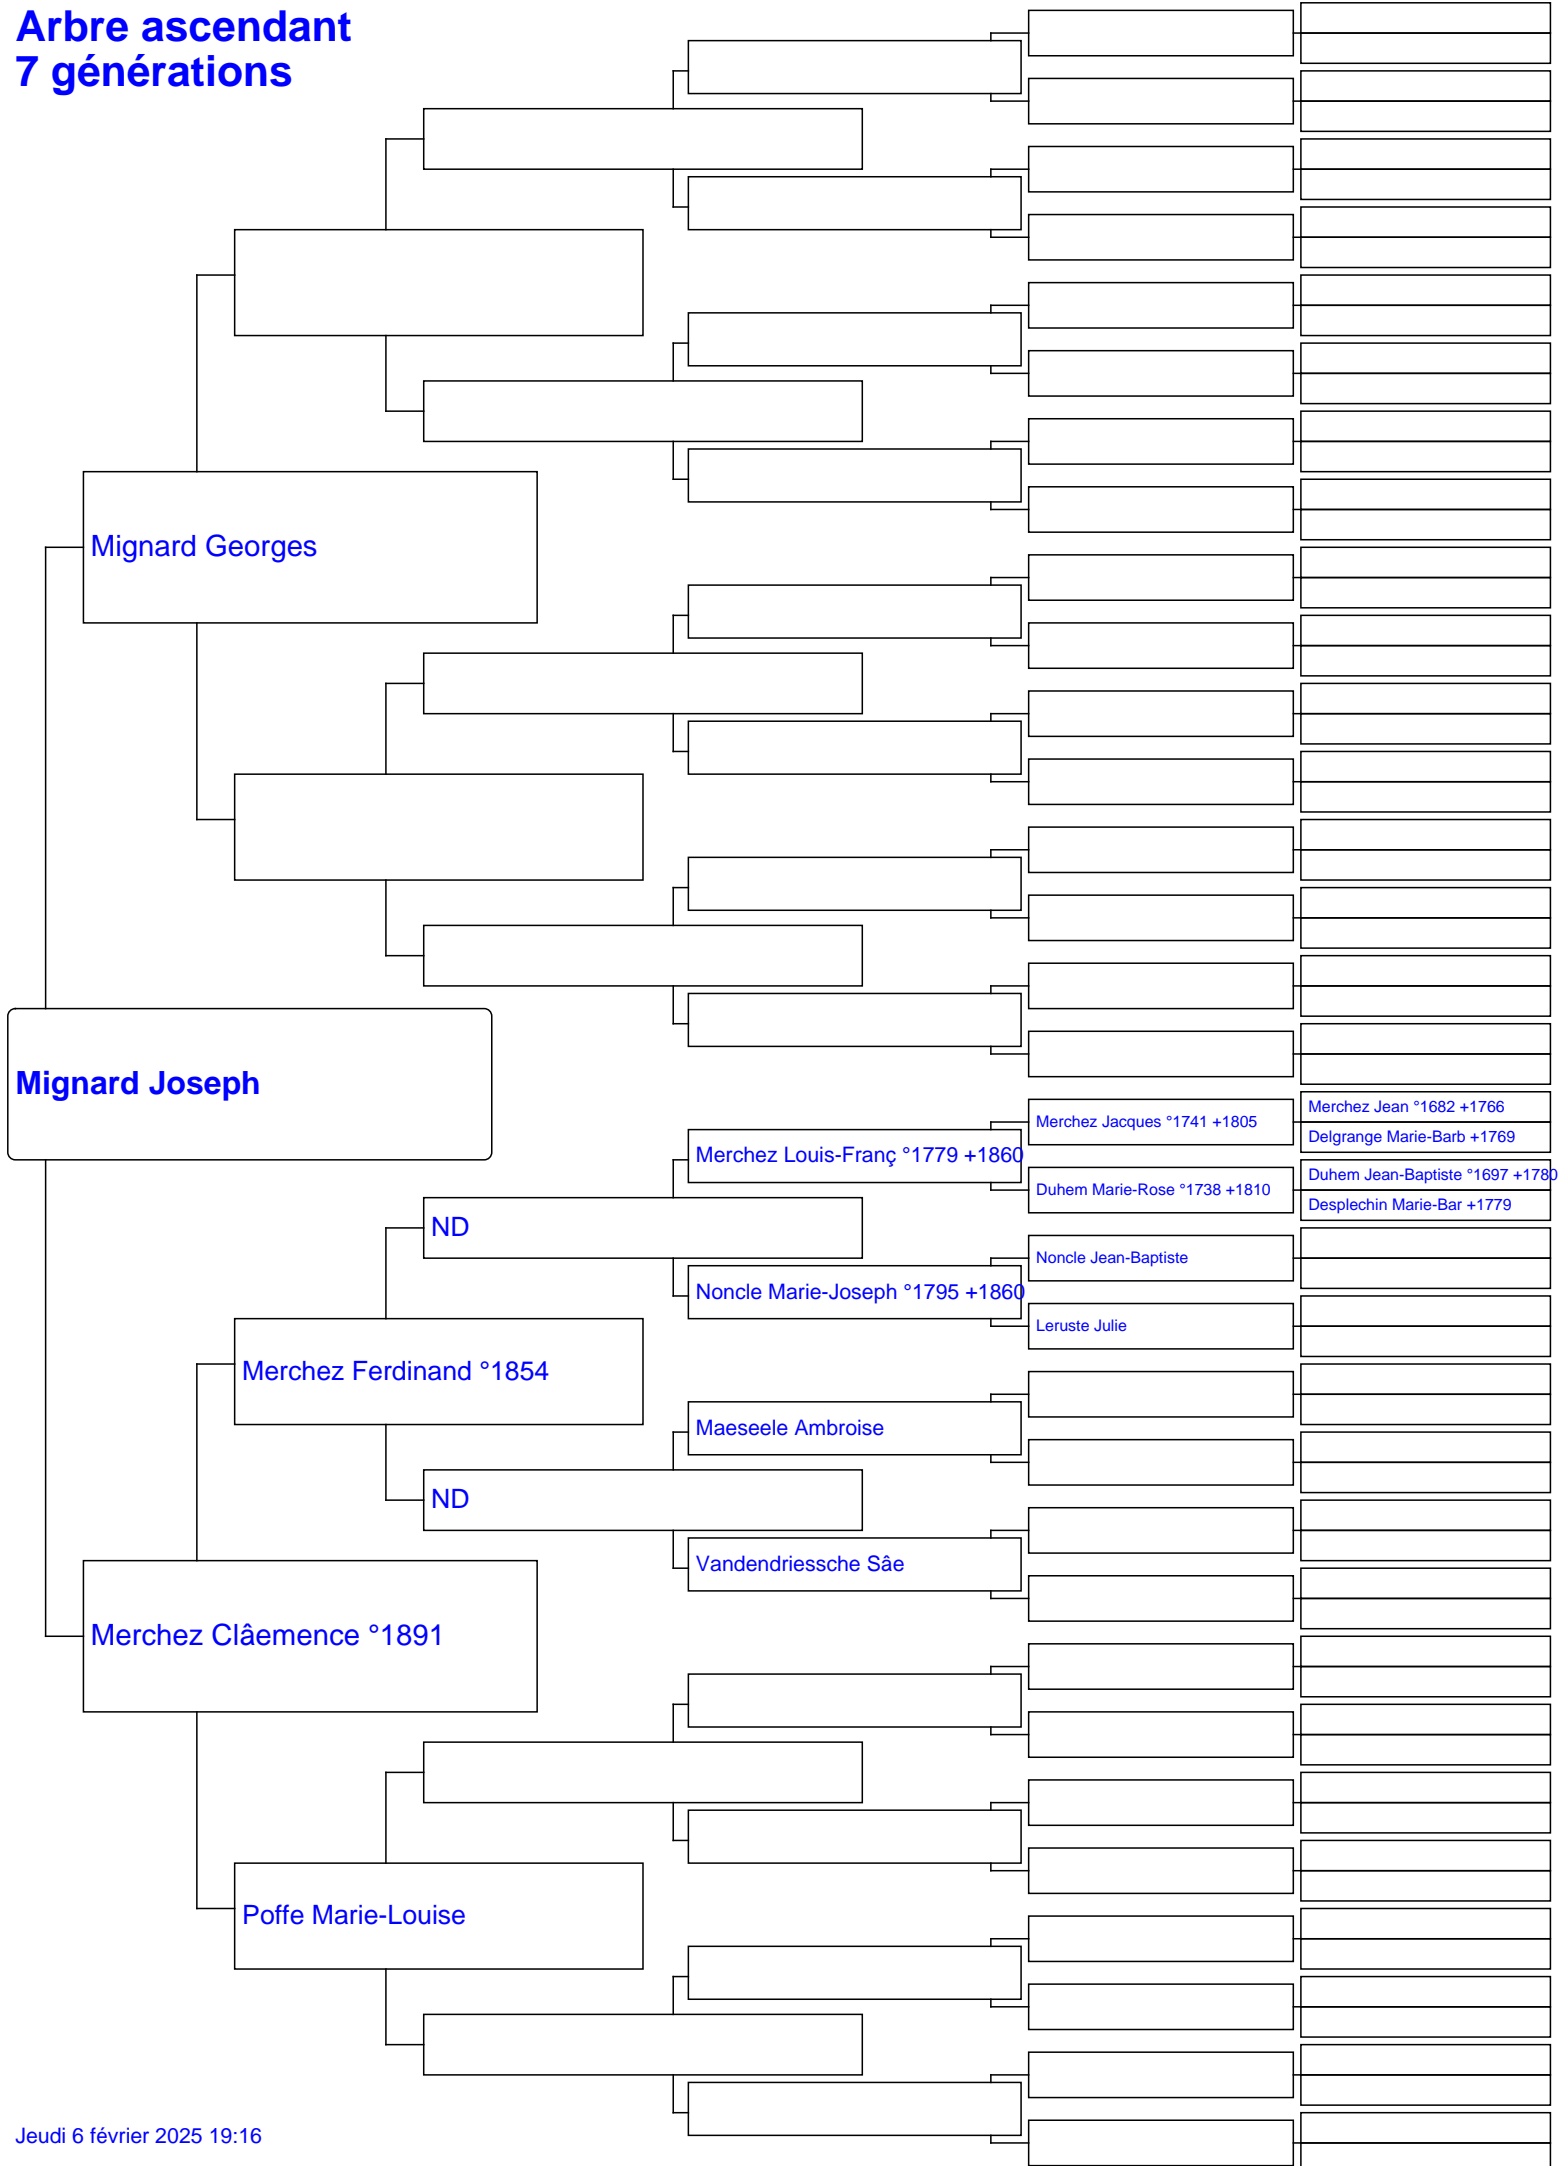 Arbre ascendant
7 générations
Mignard Georges
Mignard Joseph
Merchez Jean °1682 +1766
Merchez Jacques °1741 +1805
Delgrange Marie-Barb +1769
Merchez Louis-Franç °1779 +1860
Duhem Jean-Baptiste °1697 +1780
Duhem Marie-Rose °1738 +1810
Desplechin Marie-Bar +1779
ND
Noncle Jean-Baptiste
Noncle Marie-Joseph °1795 +1860
Leruste Julie
Merchez Ferdinand °1854
Maeseele Ambroise
ND
Vandendriessche Sâe
Merchez Clâemence °1891
Poffe Marie-Louise
Jeudi 6 février 2025 19:16